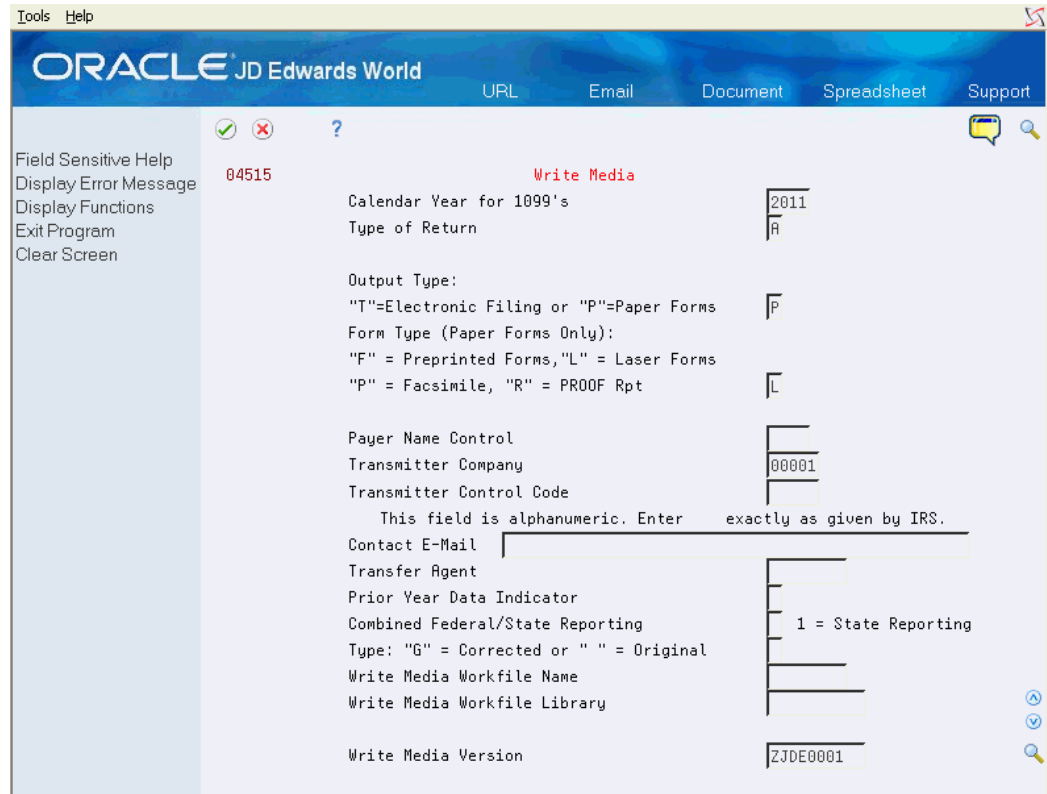 Tools Help
ORACLE JD Edwards World
URL Email Document Spreadsheet Support
?
Field Sensitive Help
Display Error Message
Display Functions
Exit Program
Clear Screen
04515 Write Media
Calendar Year for 1099's 2011
Type of Return A
Output Type:
"T"=Electronic Filing or "P"=Paper Forms P
Form Type (Paper Forms Only):
"F" = Preprinted Forms,"L" = Laser Forms
"P" = Facsimile, "R" = PROOF Rpt L
Payer Name Control
Transmitter Company 00001
Transmitter Control Code
This field is alphanumeric. Enter exactly as given by IRS.
Contact E-Mail
Transfer Agent
Prior Year Data Indicator
Combined Federal/State Reporting 1 = State Reporting
Type: "G" = Corrected or " " = Original
Write Media Workfile Name
Write Media Workfile Library
Write Media Version ZJDE0001